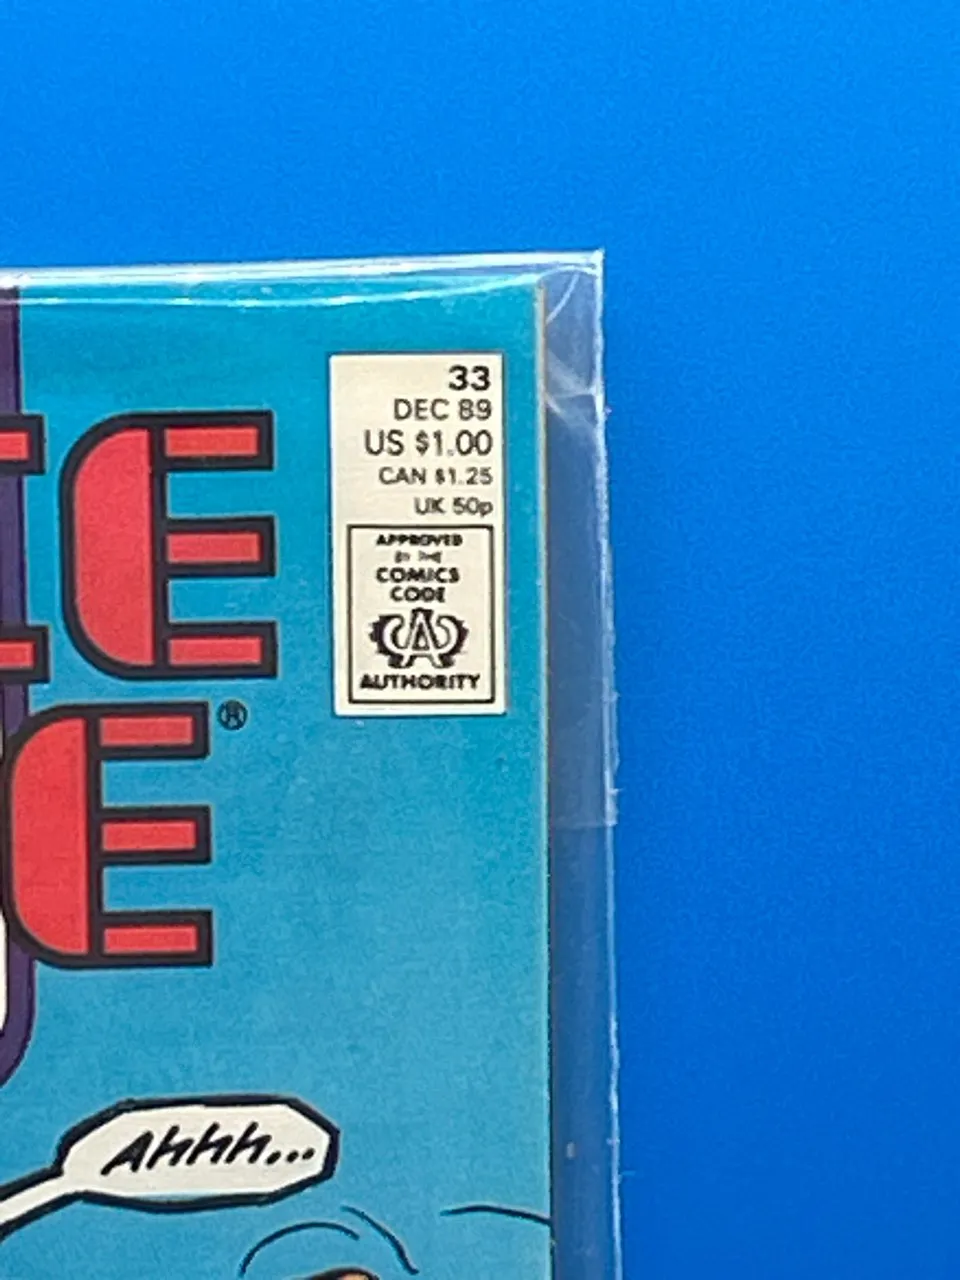 33
DEC 89
US $1.00
CAN $1.25
UK 50p
APPROVED
BY THE
COMICS
CODE
A
AUTHORITY
E
E®
AHHH...